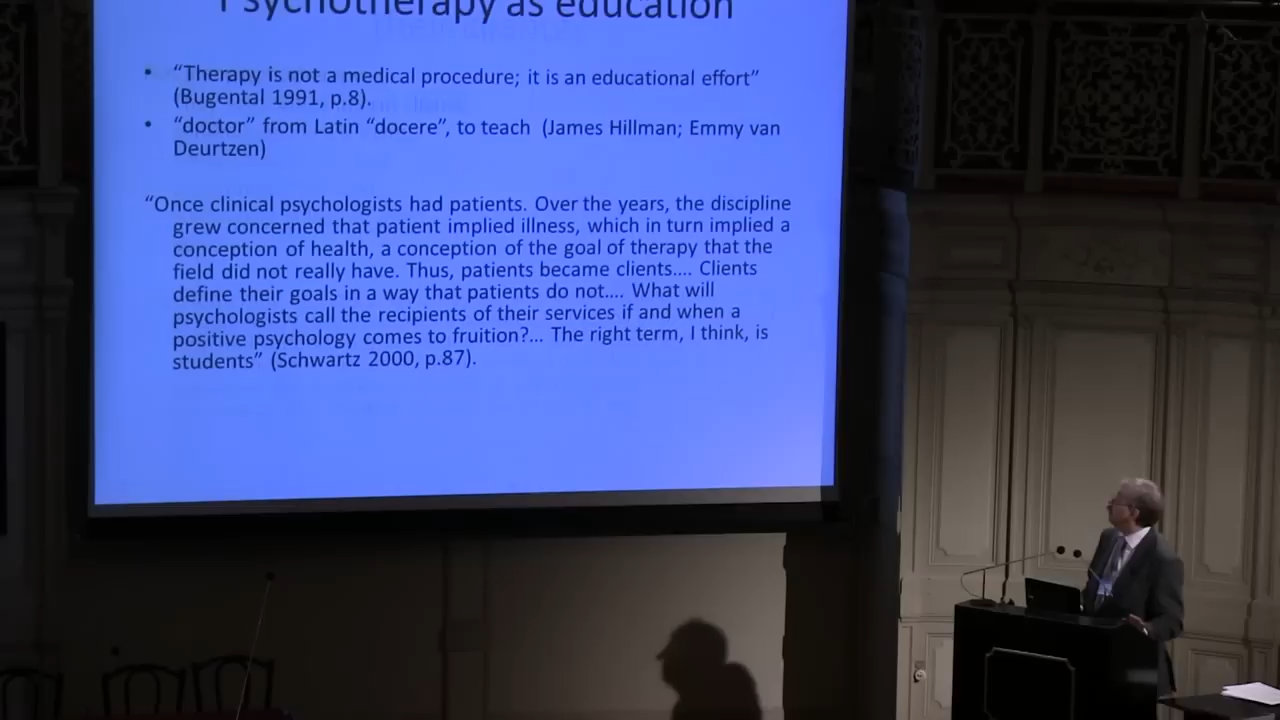 Psychotherapy as education
• “Therapy is not a medical procedure; it is an educational effort”
(Bugental 1991, p.8).
• “doctor” from Latin “docere”, to teach (James Hillman; Emmy van
Deurtzen)
“Once clinical psychologists had patients. Over the years, the discipline
grew concerned that patient implied illness, which in turn implied a
conception of health, a conception of the goal of therapy that the
field did not really have. Thus, patients became clients.... Clients
define their goals in a way that patients do not.... What will
psychologists call the recipients of their services if and when a
positive psychology comes to fruition?... The right term, I think, is
students” (Schwartz 2000, p.87).